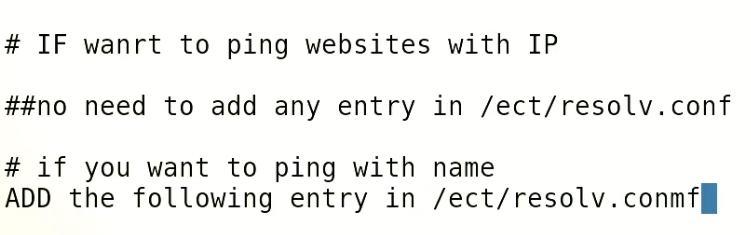 # IF wanrt to ping websites with IP
##no need to add any entry in /ect/resolv.conf
# if you want to ping with name
ADD the following entry in /ect/resolv.conmf